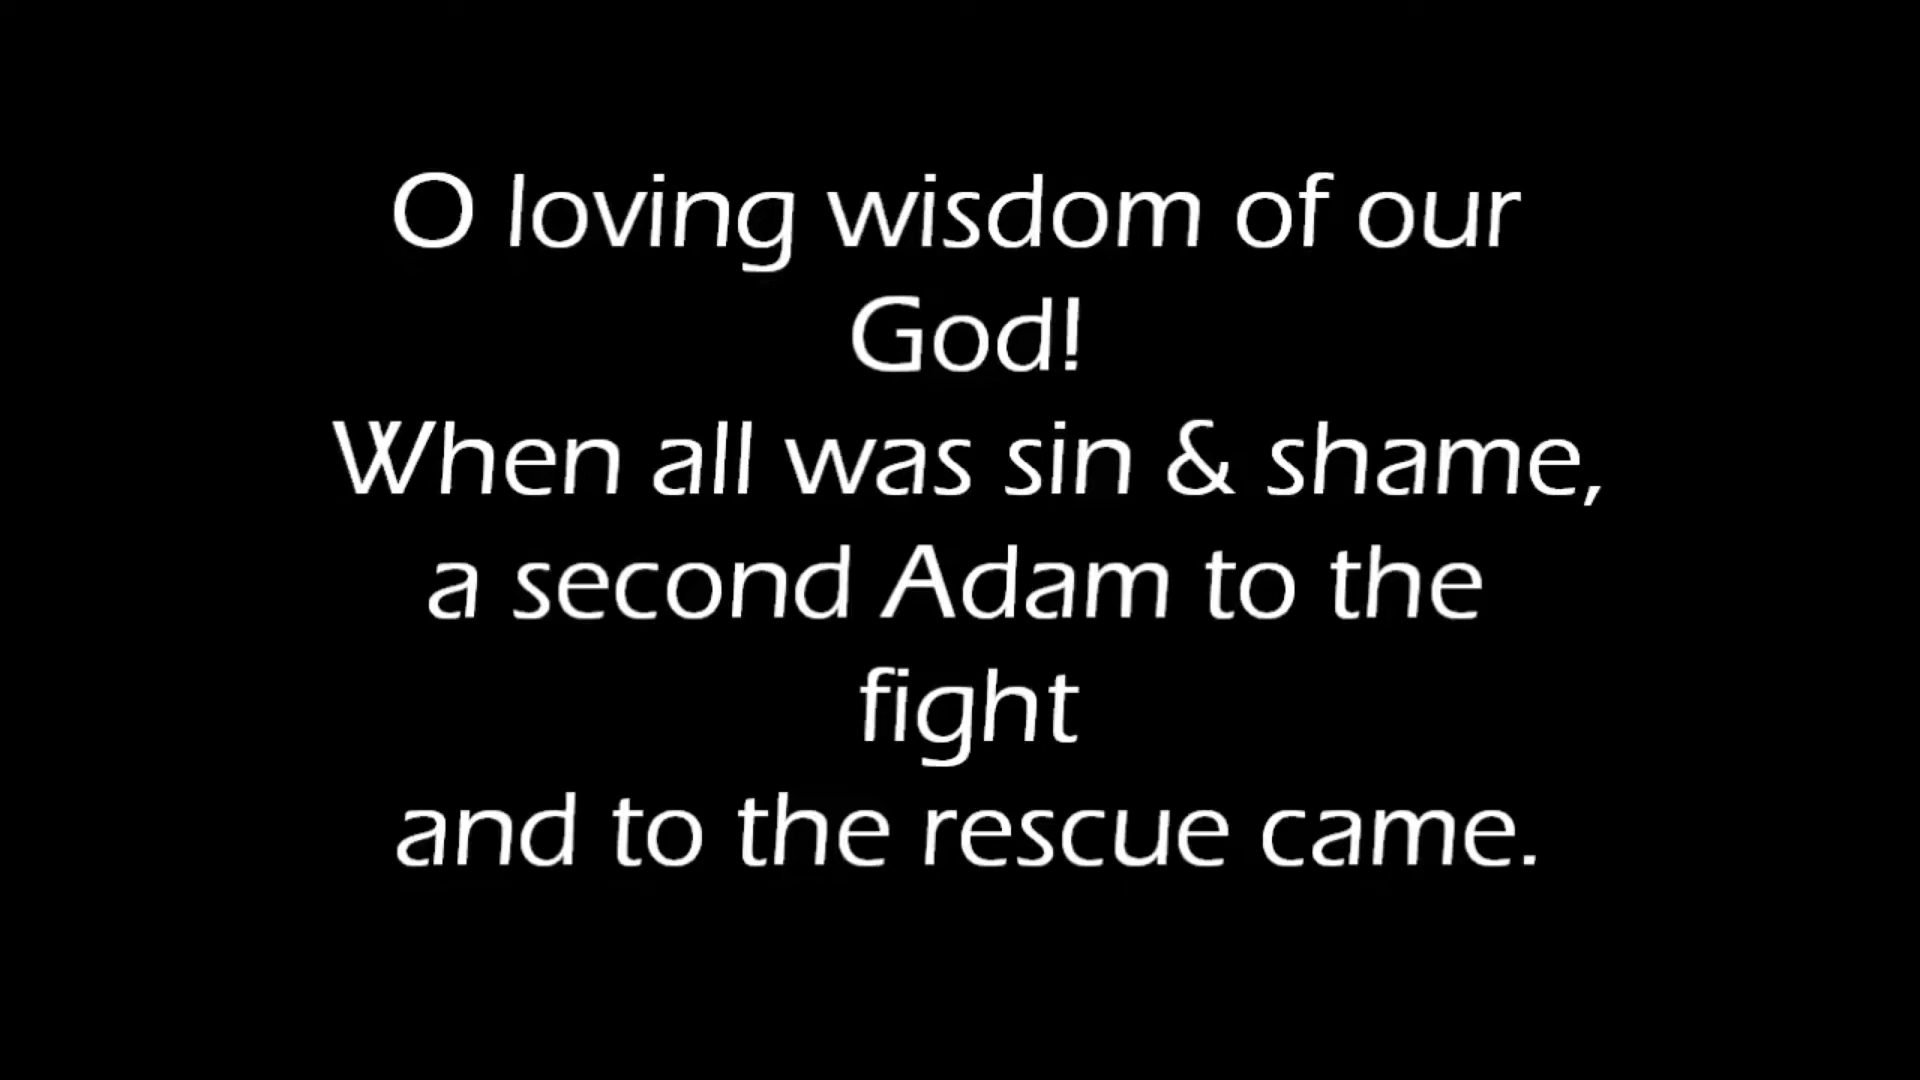 O loving wisdom of our
God!
When all was sin & shame,
a second Adam to the
fight
and to the rescue came.